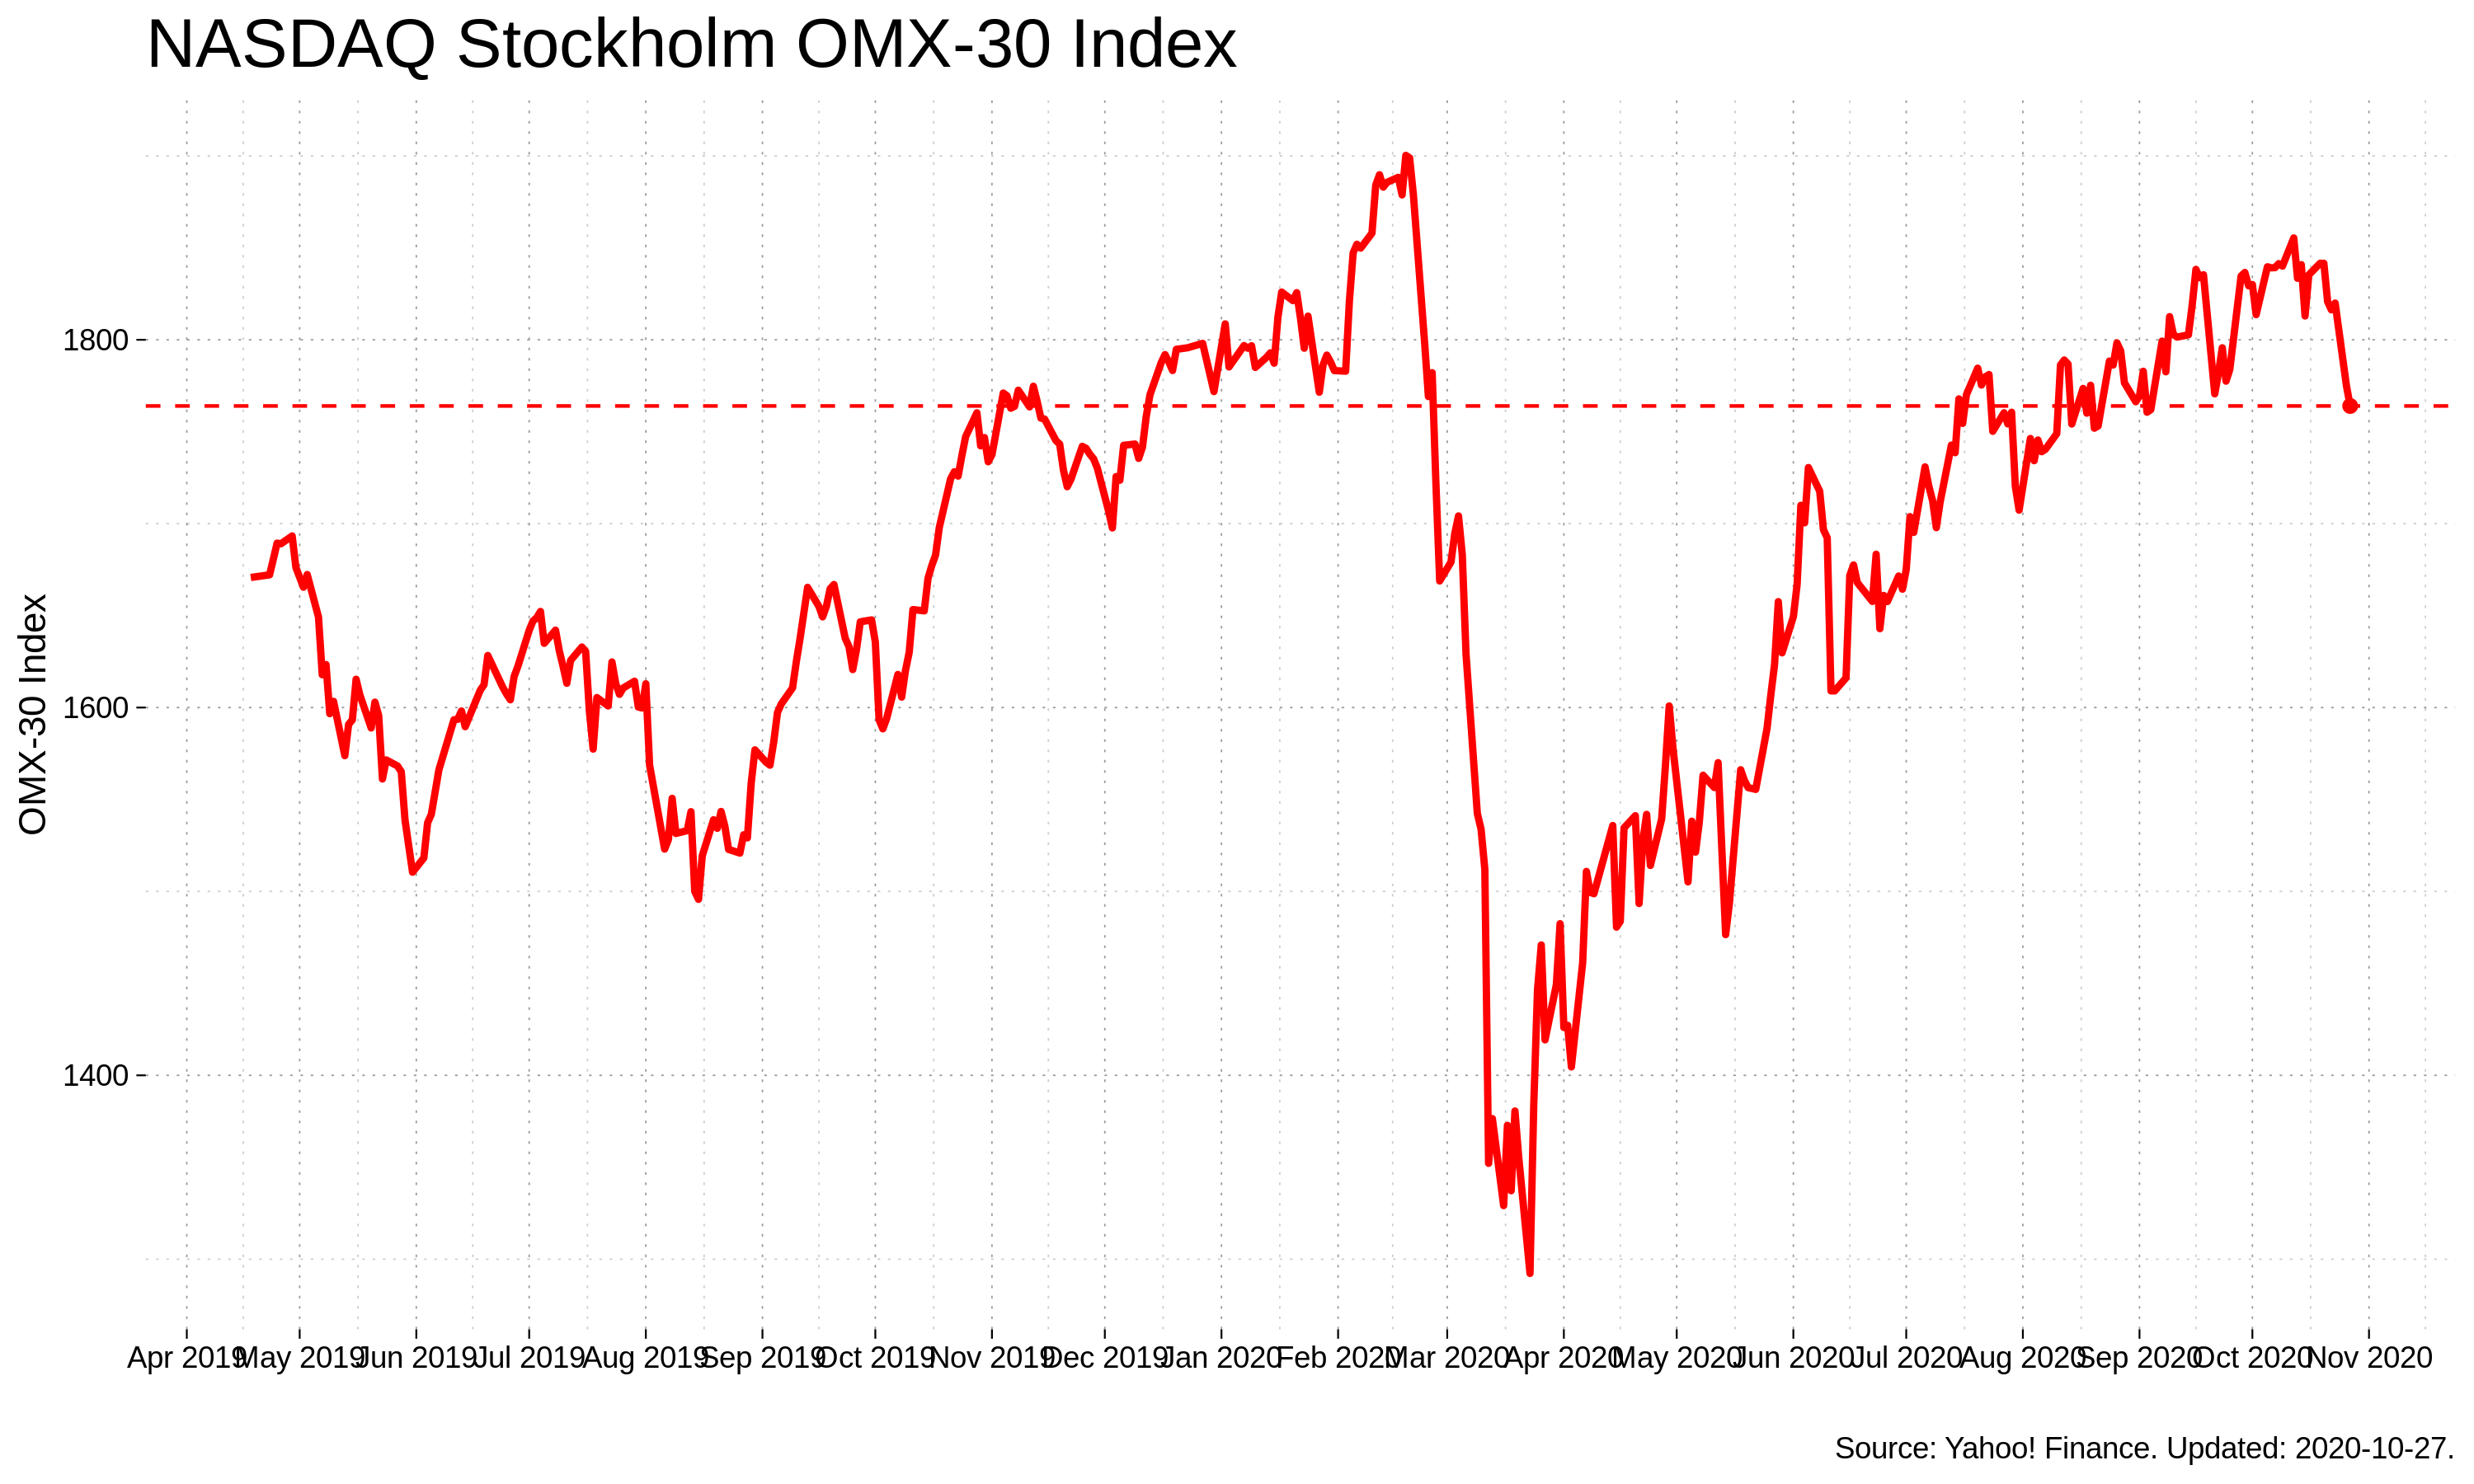 NASDAQ Stockholm OMX-30 Index
OMX-30 Index
1800
1600
1400
Apr 2019 May 2019 Jun 2019 Jul 2019 Aug 2019 Sep 2019 Oct 2019 Nov 2019 Dec 2019 Jan 2020 Feb 2020 Mar 2020 Apr 2020 May 2020 Jun 2020 Jul 2020 Aug 2020 Sep 2020 Oct 2020 Nov 2020
Source: Yahoo! Finance. Updated: 2020-10-27.